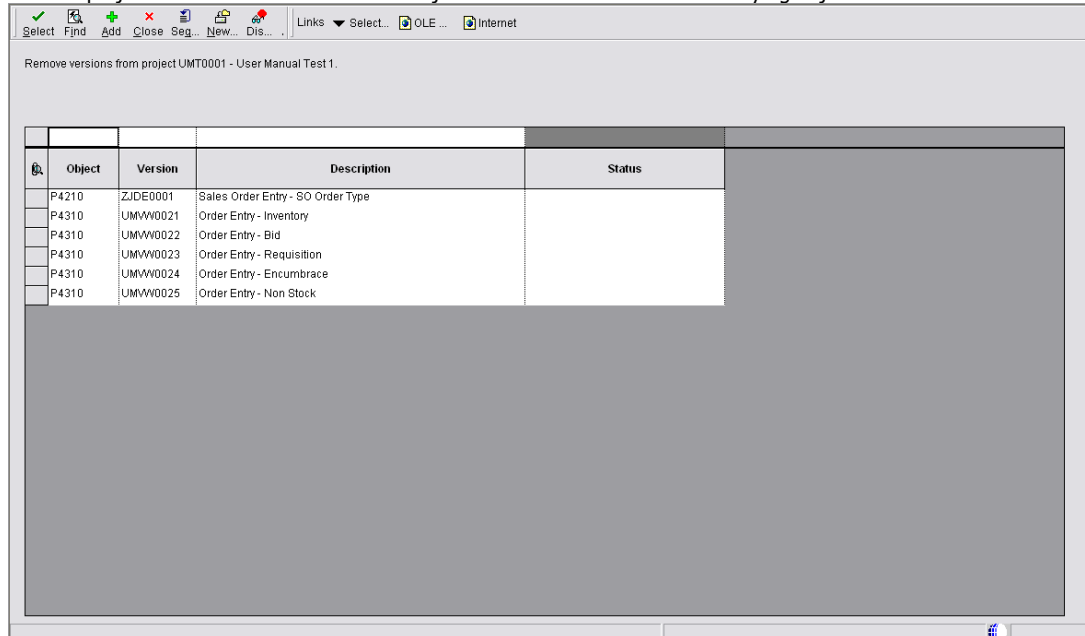 Select Find Add Close Seg... New... Dis... . Links Select... OLE ... Internet
Remove versions from project UMT0001 - User Manual Test 1.
Object Version Description Status
P4210 ZJDE0001 Sales Order Entry - SO Order Type
P4310 UMVW0021 Order Entry - Inventory
P4310 UMVW0022 Order Entry - Bid
P4310 UMVW0023 Order Entry - Requisition
P4310 UMVW0024 Order Entry - Encumbrace
P4310 UMVW0025 Order Entry - Non Stock